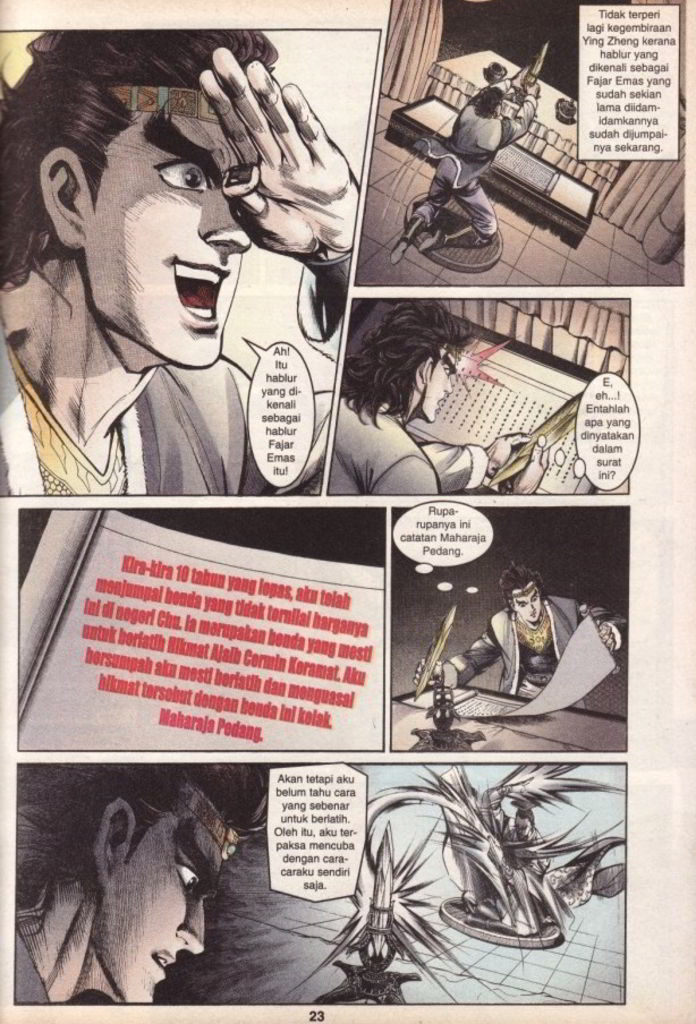 Tidak terperi
lagi kegembiraan
Ying Zheng kerana
hablur yang
dikenali sebagai
Fajar Emas yang
sudah sekian
lama diidam-
idamkannya
sudah dijumpai-
nya sekarang.
Ah!
Itu
hablur
yang di-
kenali
sebagai
hablur
Fajar
Emas
itu!
E,
eh...!
Entahlah
apa yang
dinyatakan
dalam
surat
ini?
Kira-kira 10 tahun yang lepas, aku telah
menjumpai benda yang tidak ternilai harganya
ini di negeri Chu. Ia merupakan benda yang mesti
untuk berlatih Hikmat Ajaib Cermin Keramat. Aku
bersumpah aku mesti berlatih dan menguasai
hikmat tersebut dengan benda ini kelak.
Maharaja Pedang.
Rupa-
rupanya ini
catatan Maharaja
Pedang.
Akan tetapi aku
belum tahu cara
yang sebenar
untuk berlatih.
Oleh itu, aku ter-
paksa mencuba
dengan cara-
caraku sendiri
saja.
23